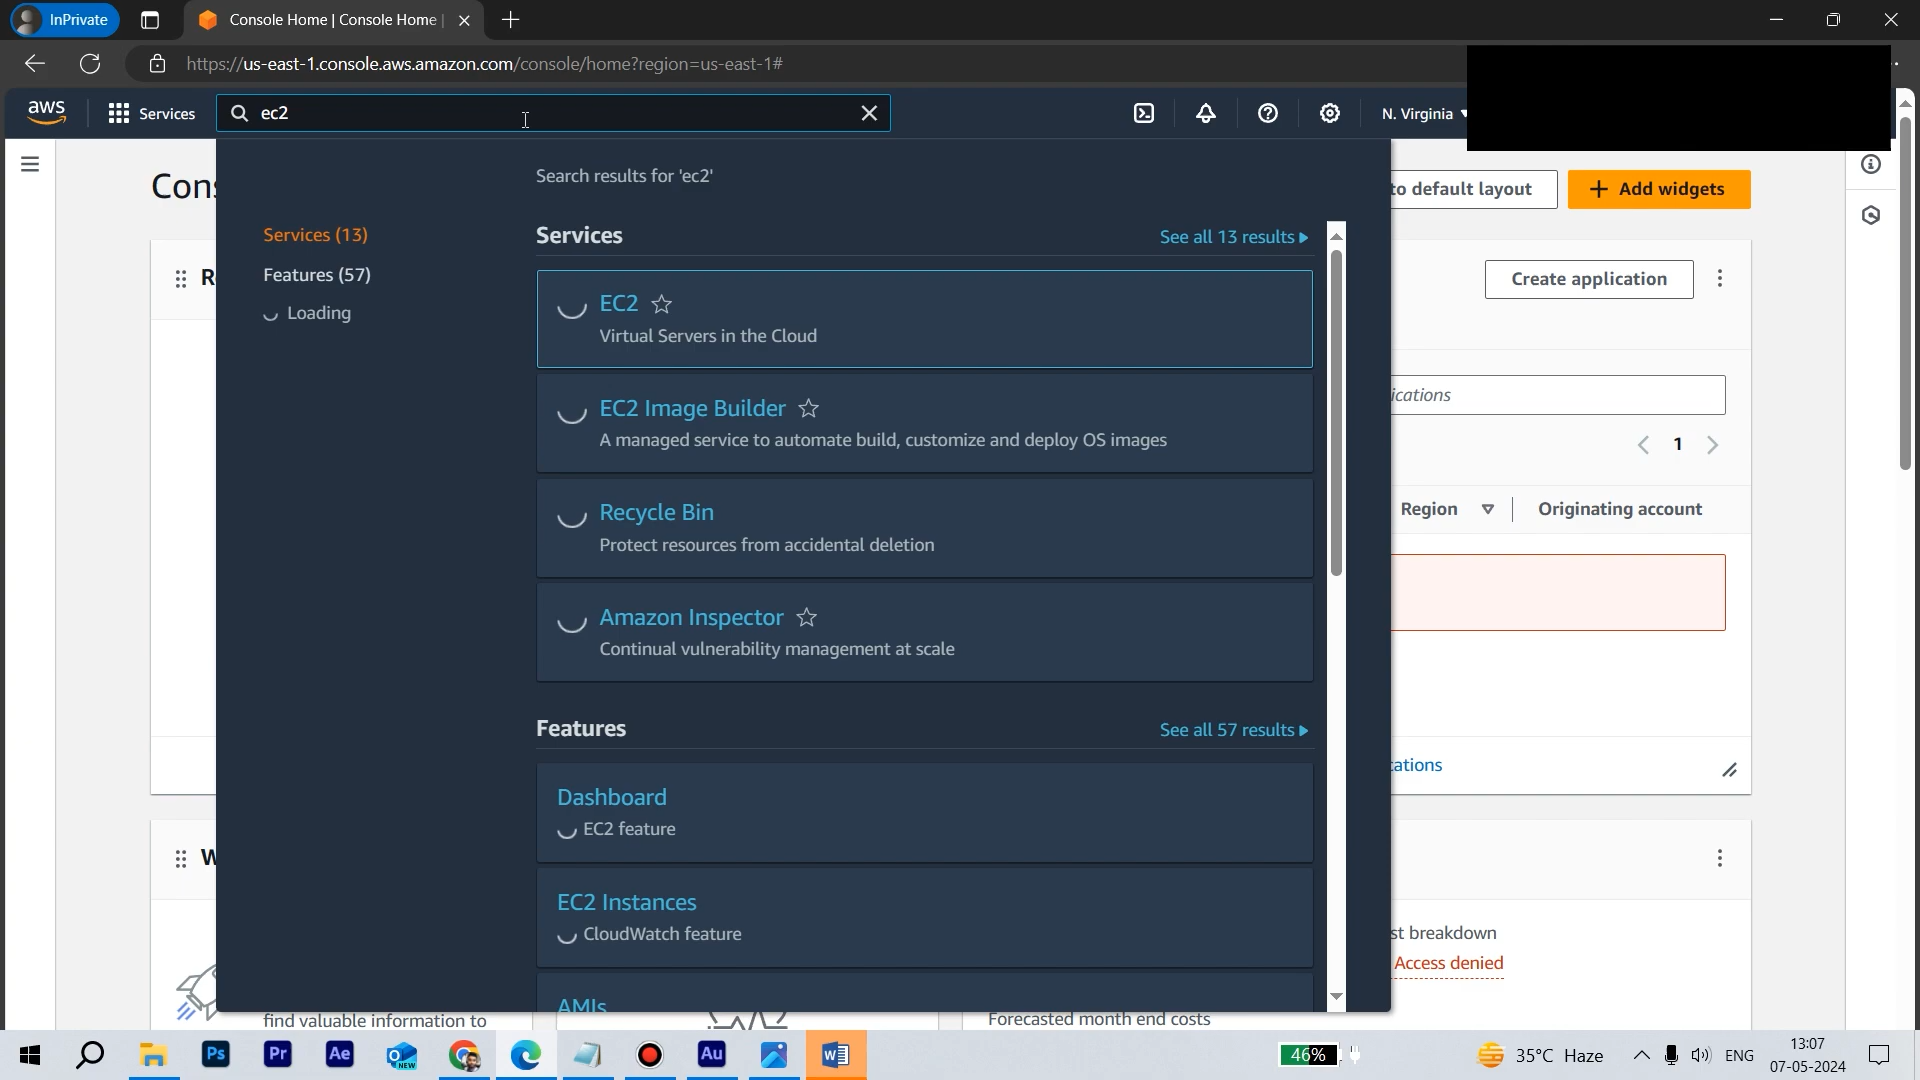 InPrivate
Console Home | Console Home |
https://us-east-1.console.aws.amazon.com/console/home?region=us-east-1#
aws
Services
ec2
N. Virginia
Cons
to default layout
Add widgets
Search results for 'ec2'
Services (13)
Features (57)
Loading
Services
See all 13 results
EC2
Virtual Servers in the Cloud
EC2 Image Builder
A managed service to automate build, customize and deploy OS images
Recycle Bin
Protect resources from accidental deletion
Amazon Inspector
Continual vulnerability management at scale
Features
See all 57 results
Dashboard
EC2 feature
EC2 Instances
CloudWatch feature
AMIs
R
Create application
ications
1
Region
Originating account
cations
W
st breakdown
Access denied
find valuable information to
Forecasted month end costs
Ps
Pr
Ae
NEW
Au
46%
35°C Haze
ENG
13:07
07-05-2024